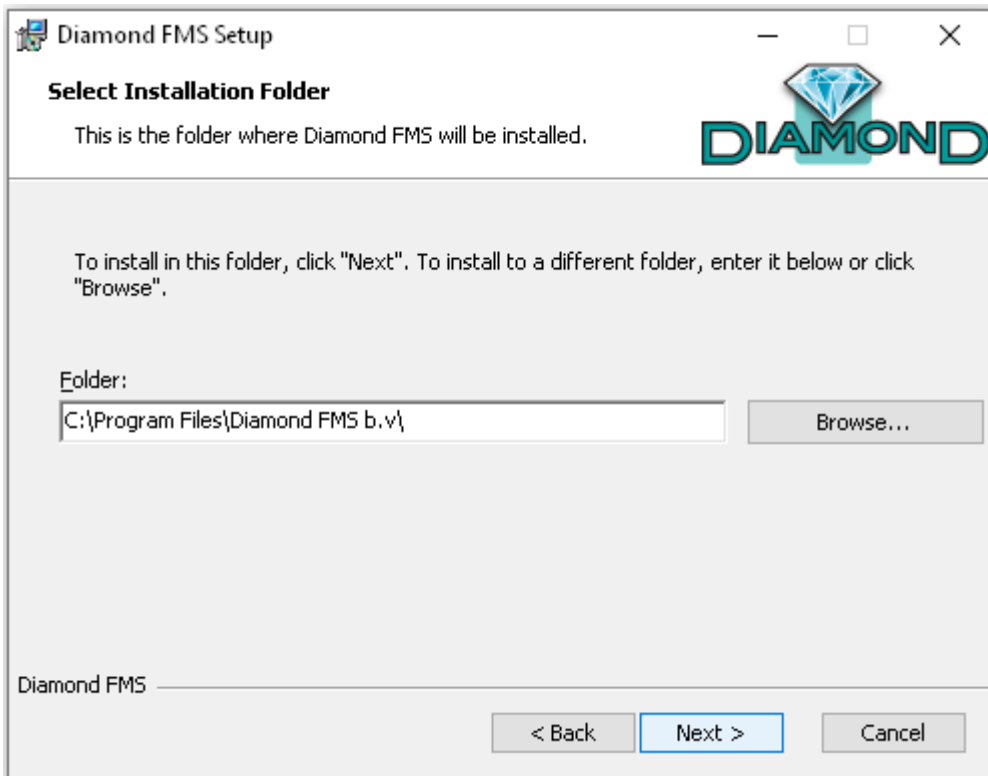 Diamond FMS Setup
Select Installation Folder
This is the folder where Diamond FMS will be installed.
DIAMOND
To install in this folder, click "Next". To install to a different folder, enter it below or click
"Browse".
Folder:
C:\Program Files\Diamond FMS b.v\
Browse...
Diamond FMS
< Back
Next >
Cancel